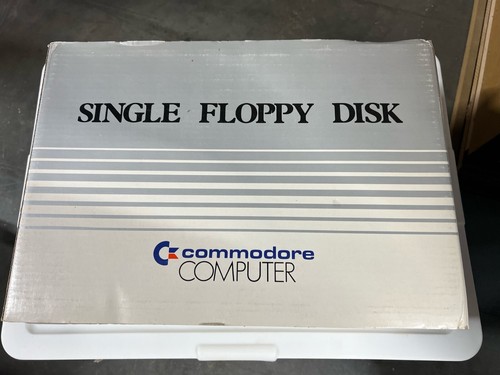 SINGLE FLOPPY DISK
commodore
COMPUTER